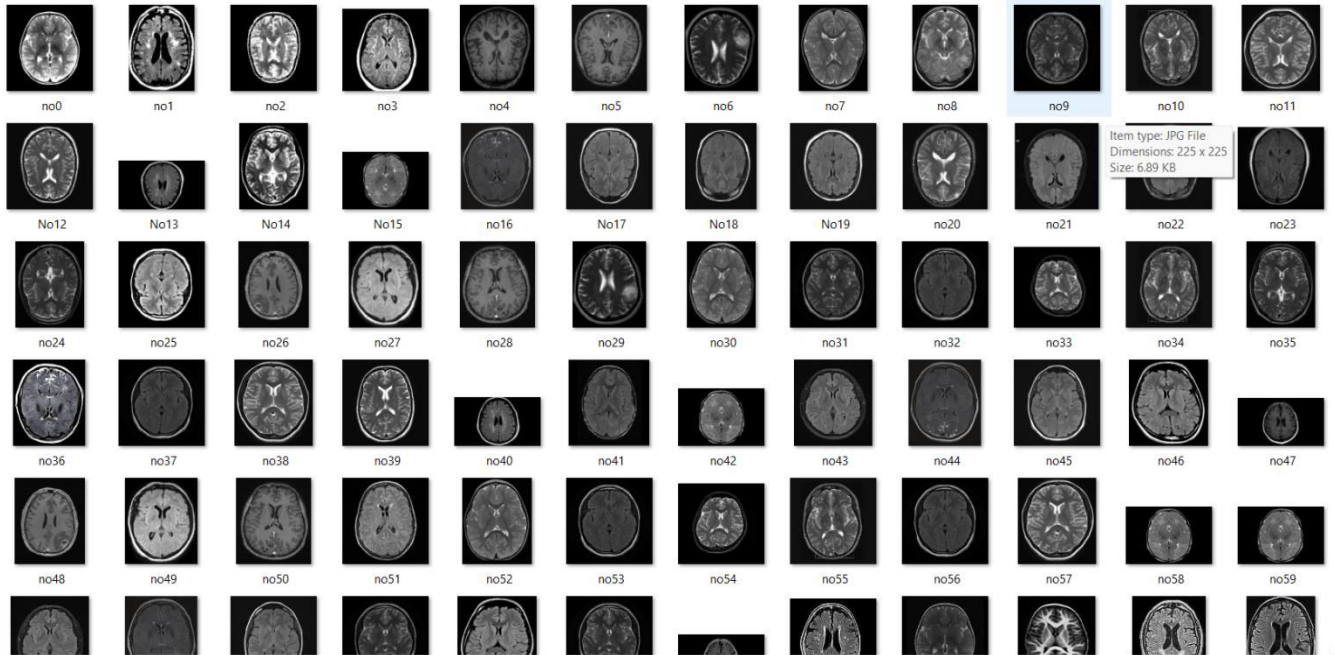 no0 no1 no2 no3 no4 no5 no6 no7 no8 no9 no10 no11
Item type: JPG File
Dimensions: 225 x 225
Size: 6.89 KB
No12 No13 No14 No15 no16 No17 No18 No19 no20 no21 no22 no23
no24 no25 no26 no27 no28 no29 no30 no31 no32 no33 no34 no35
no36 no37 no38 no39 no40 no41 no42 no43 no44 no45 no46 no47
no48 no49 no50 no51 no52 no53 no54 no55 no56 no57 no58 no59